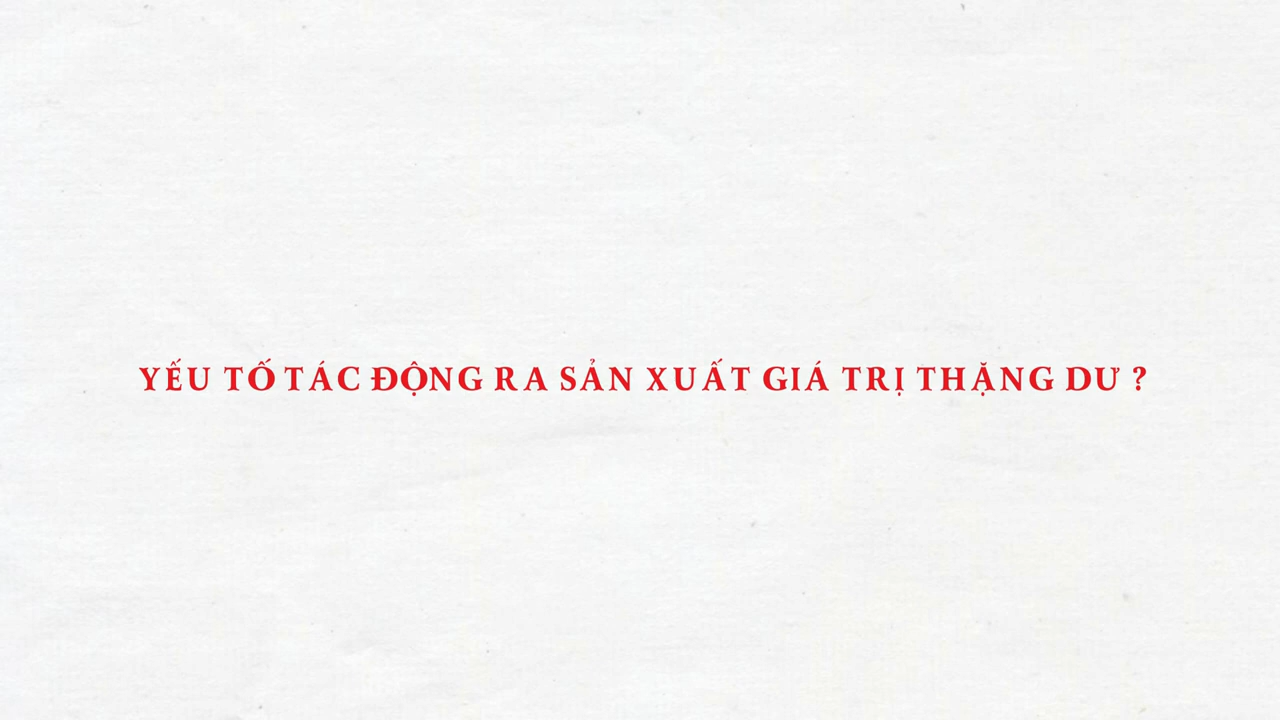 YẾU TỐ TÁC ĐỘNG RA SẢN XUẤT GIÁ TRỊ THẶNG DƯ ?